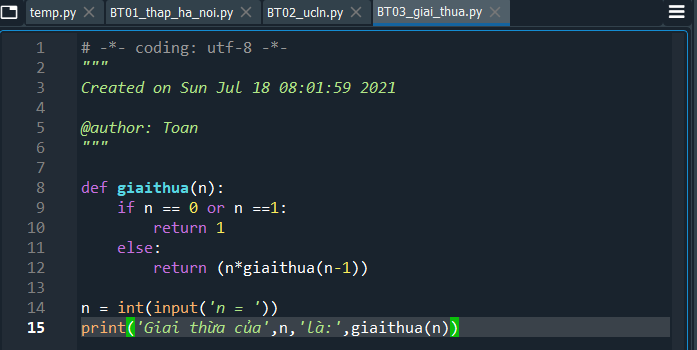 temp.py BT01_thap_ha_noi.py BT02_ucln.py BT03_giai_thua.py
1 # -*- coding: utf-8 -*-
2 """
3 Created on Sun Jul 18 08:01:59 2021
4
5 @author: Toan
6 """
7
8 def giaithua(n):
9     if n == 0 or n ==1:
10         return 1
11     else:
12         return (n*giaithua(n-1))
13
14 n = int(input('n = '))
15 print('Giai thừa của',n,'là:',giaithua(n))